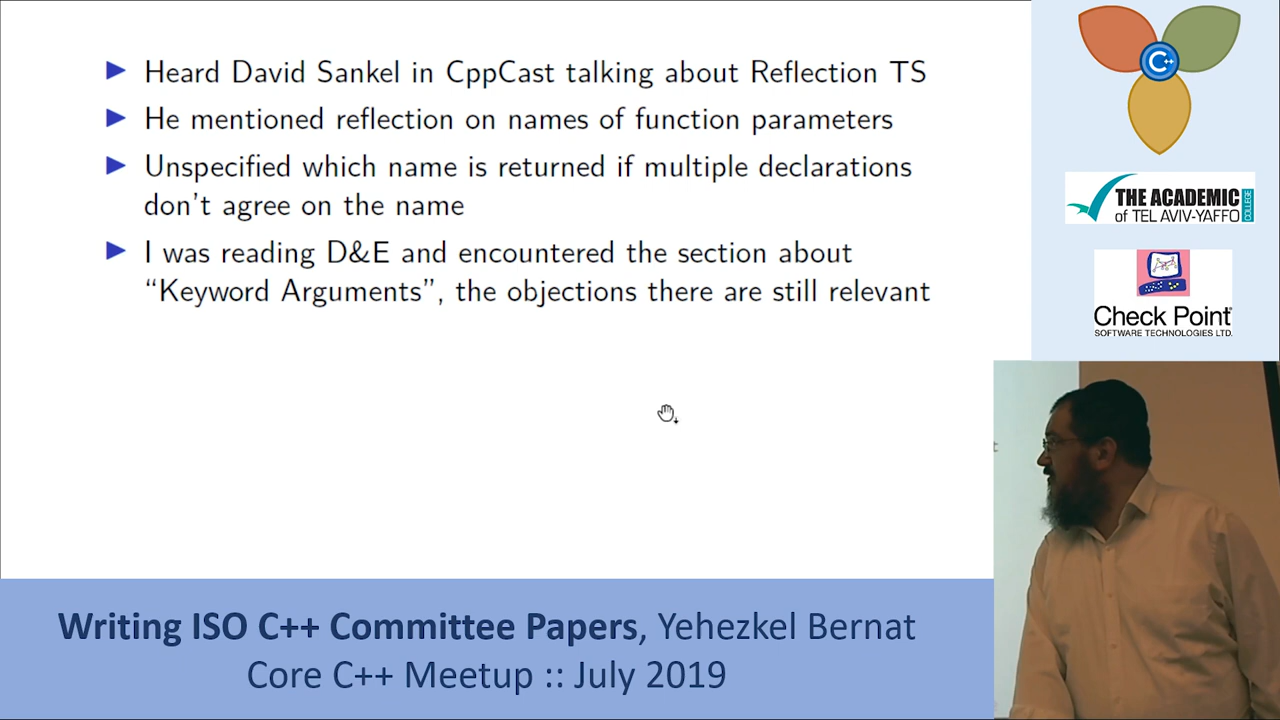 Heard David Sankel in CppCast talking about Reflection TS
He mentioned reflection on names of function parameters
Unspecified which name is returned if multiple declarations
don't agree on the name
I was reading D&E and encountered the section about
“Keyword Arguments”, the objections there are still relevant
C++
THE ACADEMIC
of TEL AVIV-YAFFO
COLLEGE
Check Point
SOFTWARE TECHNOLOGIES LTD.
t
Writing ISO C++ Committee Papers, Yehezkel Bernat
Core C++ Meetup :: July 2019